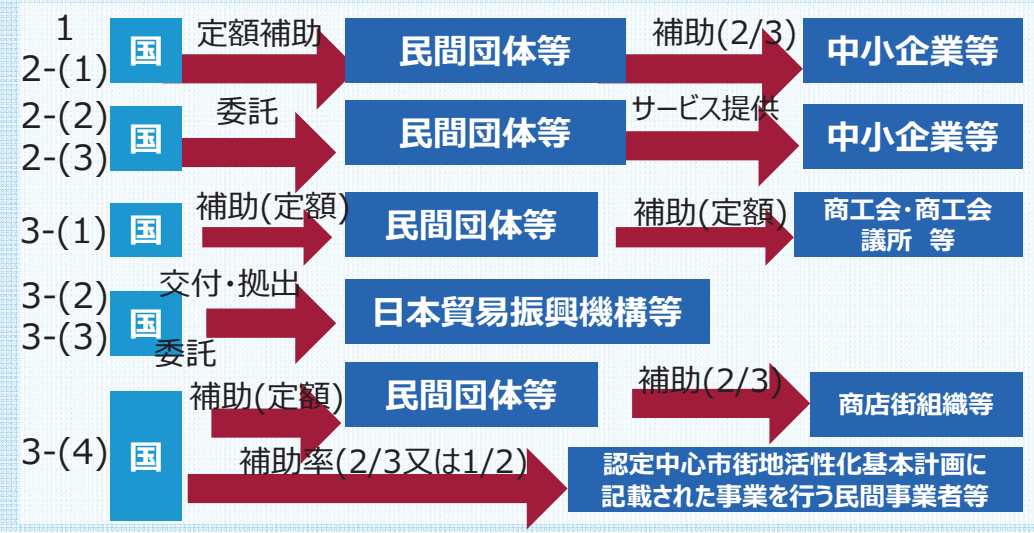 1
2-(1)
国
定額補助
民間団体等
補助(2/3)
中小企業等
2-(2)
2-(3)
国
委託
民間団体等
サービス提供
中小企業等
3-(1)
国
補助(定額)
民間団体等
補助(定額)
商工会・商工会
議所 等
3-(2)
3-(3)
国
交付・拠出
委託
日本貿易振興機構等
3-(4)
国
補助(定額)
民間団体等
補助(2/3)
商店街組織等
補助率(2/3又は1/2)
認定中心市街地活性化基本計画に
記載された事業を行う民間事業者等